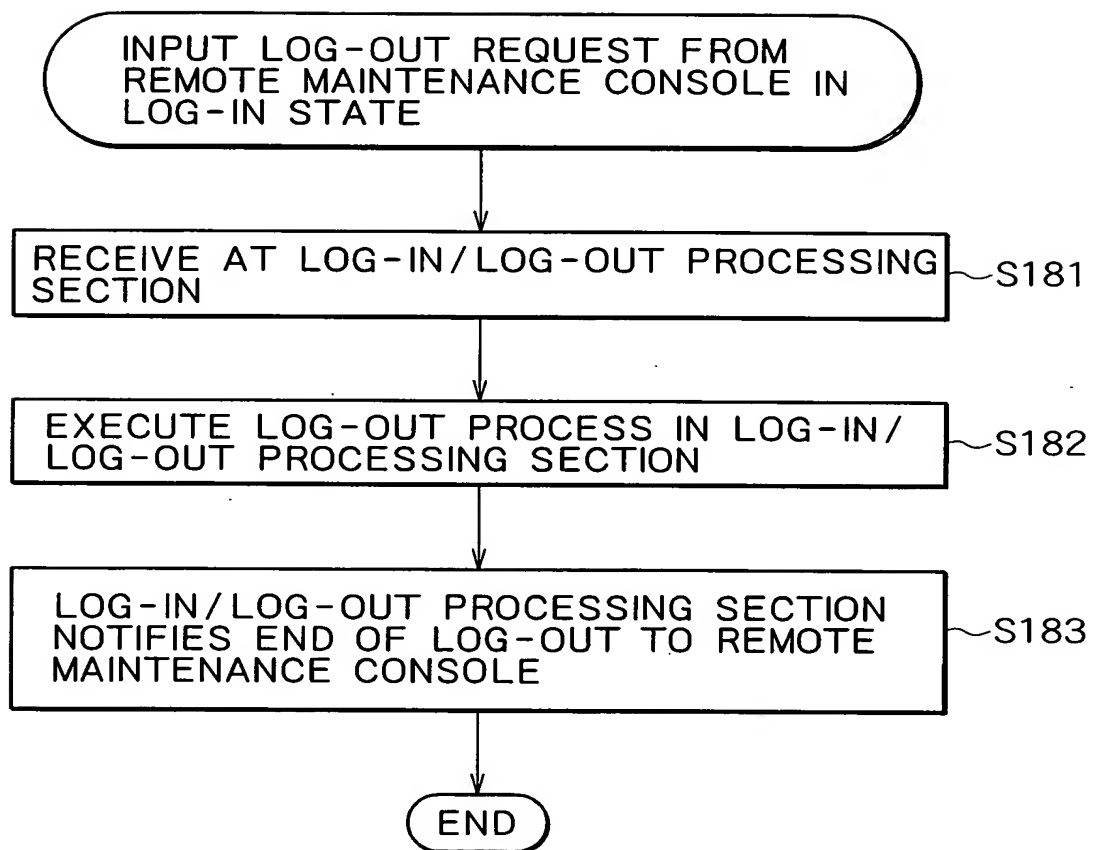 INPUT LOG-OUT REQUEST FROM
REMOTE MAINTENANCE CONSOLE IN
LOG-IN STATE
RECEIVE AT LOG-IN/LOG-OUT PROCESSING
SECTION
S181
EXECUTE LOG-OUT PROCESS IN LOG-IN/
LOG-OUT PROCESSING SECTION
S182
LOG-IN/LOG-OUT PROCESSING SECTION
NOTIFIES END OF LOG-OUT TO REMOTE
MAINTENANCE CONSOLE
S183
END